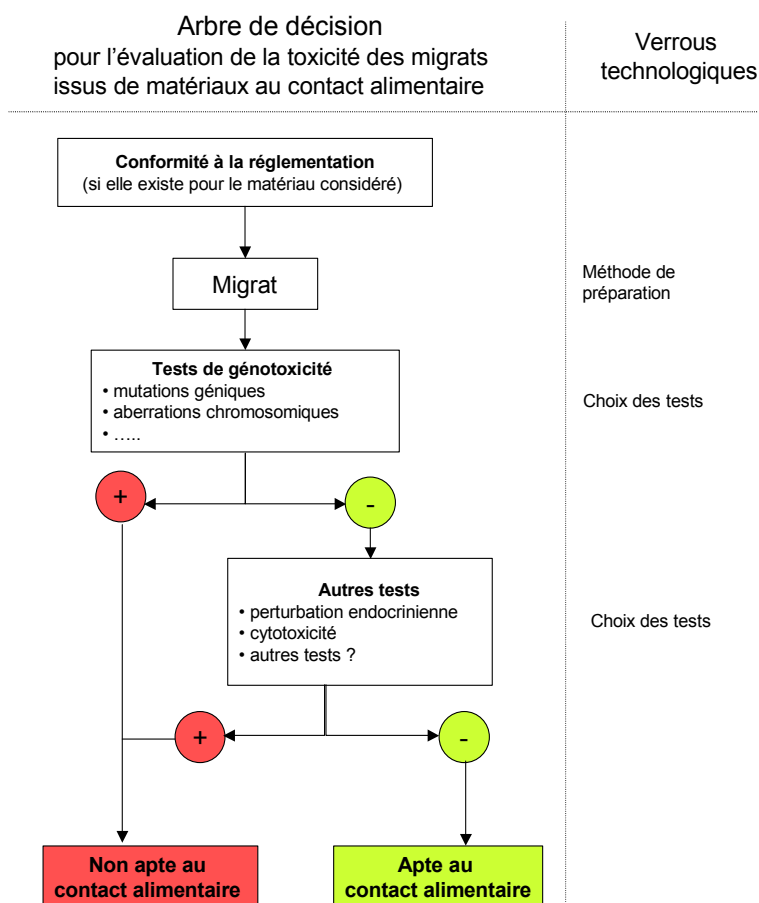 Arbre de décision
pour l'évaluation de la toxicité des migrats
issus de matériaux au contact alimentaire
Verrous
technologiques
Conformité à la réglementation
(si elle existe pour le matériau considéré)
Migrat
Méthode de
préparation
Tests de génotoxicité
• mutations géniques
• aberrations chromosomiques
• …..
Choix des tests
+
-
Autres tests
• perturbation endocrinienne
• cytotoxicité
• autres tests ?
Choix des tests
+
-
Non apte au
contact alimentaire
Apte au
contact alimentaire